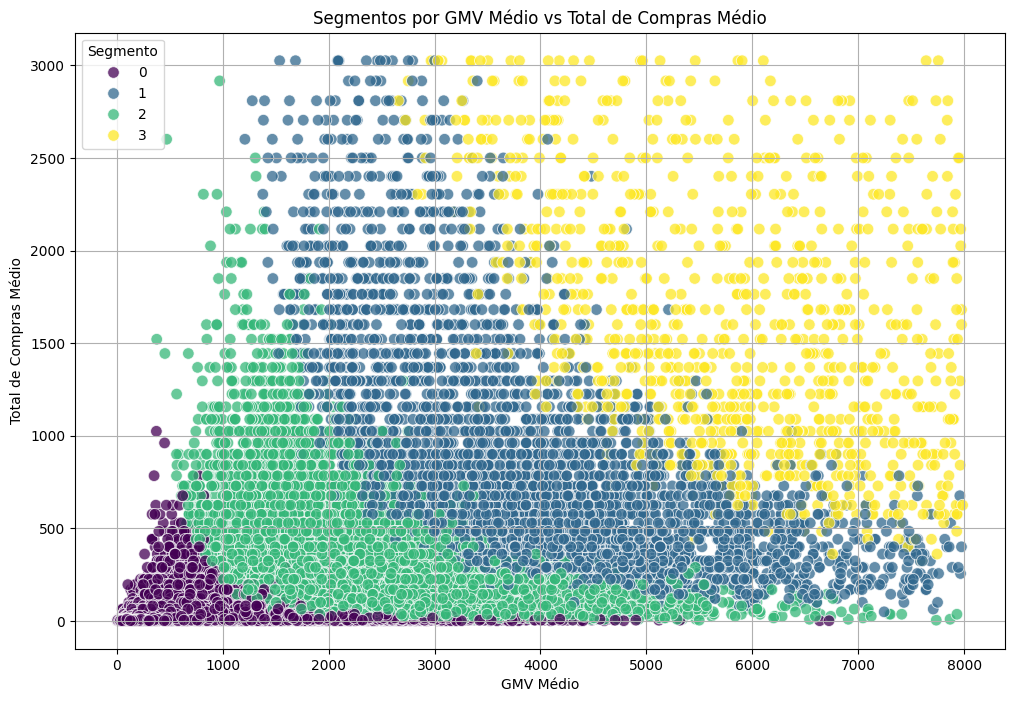 Segmentos por GMV Médio vs Total de Compras Médio
Segmento
0
1
2
3
Total de Compras Médio
3000
2500
2000
1500
1000
500
0
0 1000 2000 3000 4000 5000 6000 7000 8000
GMV Médio